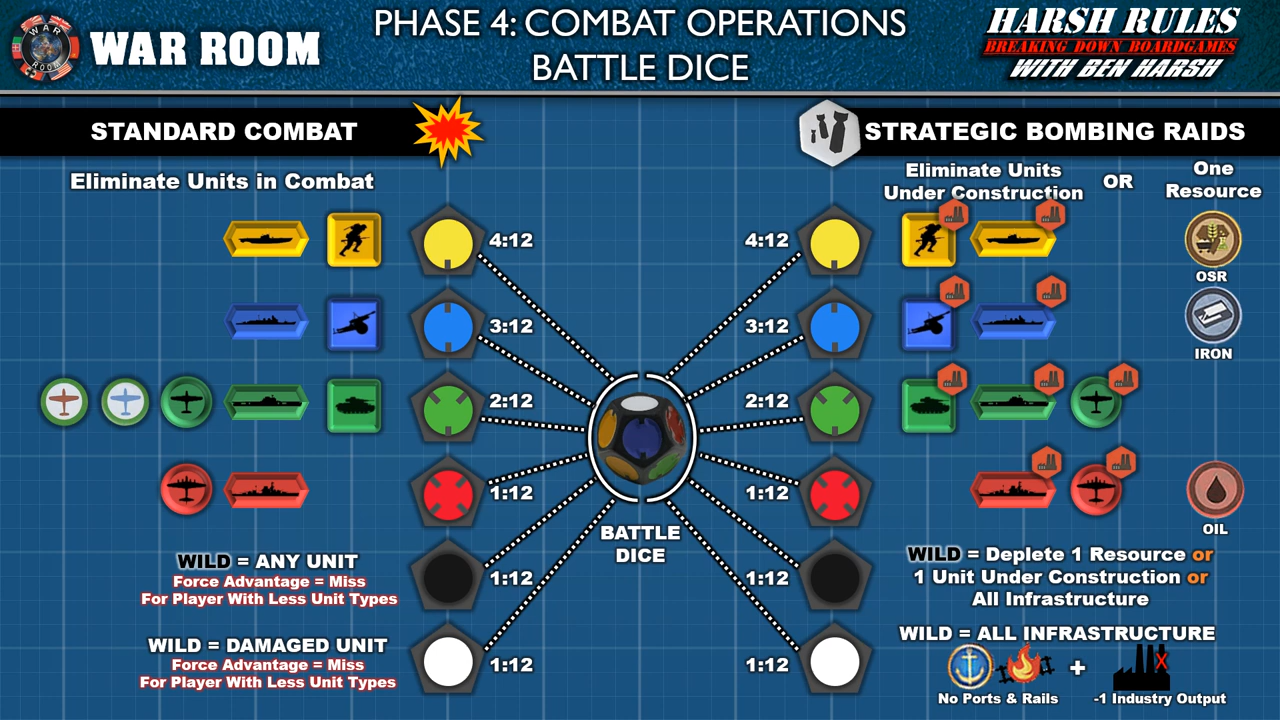 WAR ROOM
WAR ROOM
PHASE 4: COMBAT OPERATIONS
BATTLE DICE
HARSH RULES
BREAKING DOWN BOARDGAMES
WITH BEN HARSH
STANDARD COMBAT
STRATEGIC BOMBING RAIDS
Eliminate Units in Combat
Eliminate Units
Under Construction
OR
One
Resource
4:12
4:12
OSR
3:12
3:12
IRON
2:12
2:12
1:12
1:12
OIL
BATTLE
DICE
WILD = ANY UNIT
Force Advantage = Miss
For Player With Less Unit Types
1:12
1:12
WILD = Deplete 1 Resource or
1 Unit Under Construction or
All Infrastructure
WILD = DAMAGED UNIT
Force Advantage = Miss
For Player With Less Unit Types
1:12
1:12
WILD = ALL INFRASTRUCTURE
+
X
No Ports & Rails
-1 Industry Output